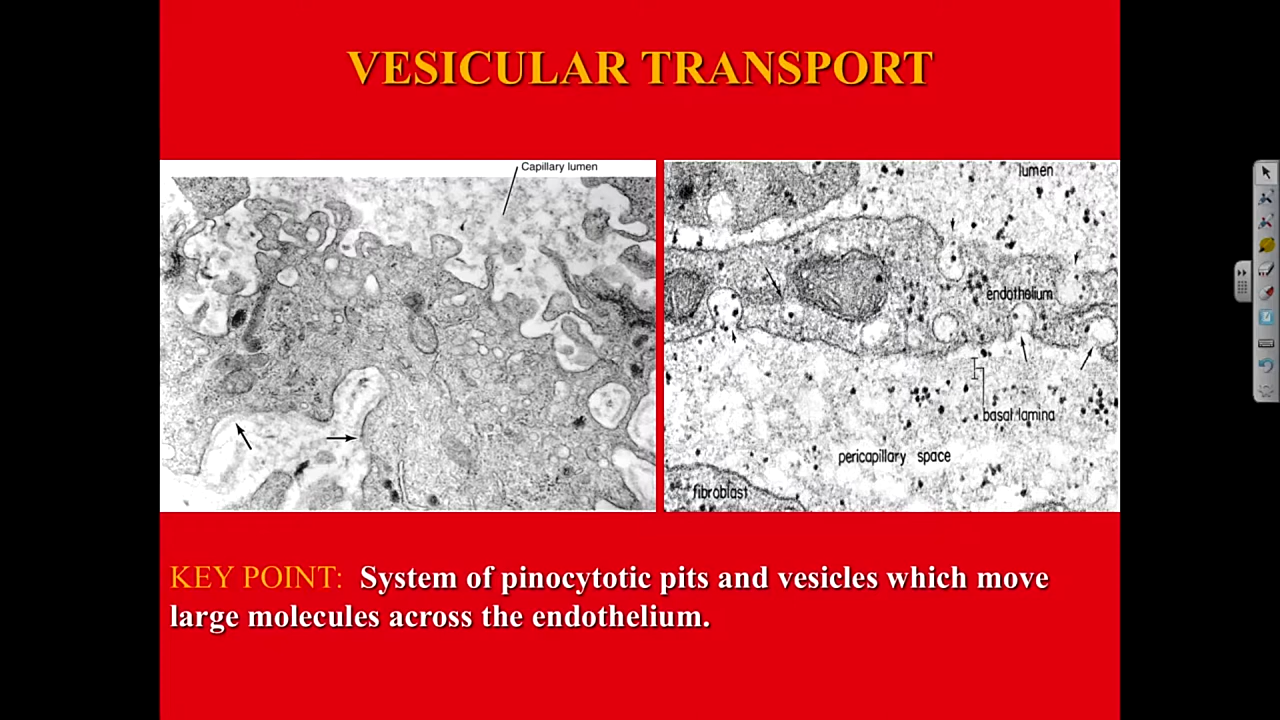 VESICULAR TRANSPORT
Capillary lumen
lumen
endothelium
basal lamina
pericapillary space
fibroblast
KEY POINT: System of pinocytotic pits and vesicles which move
large molecules across the endothelium.